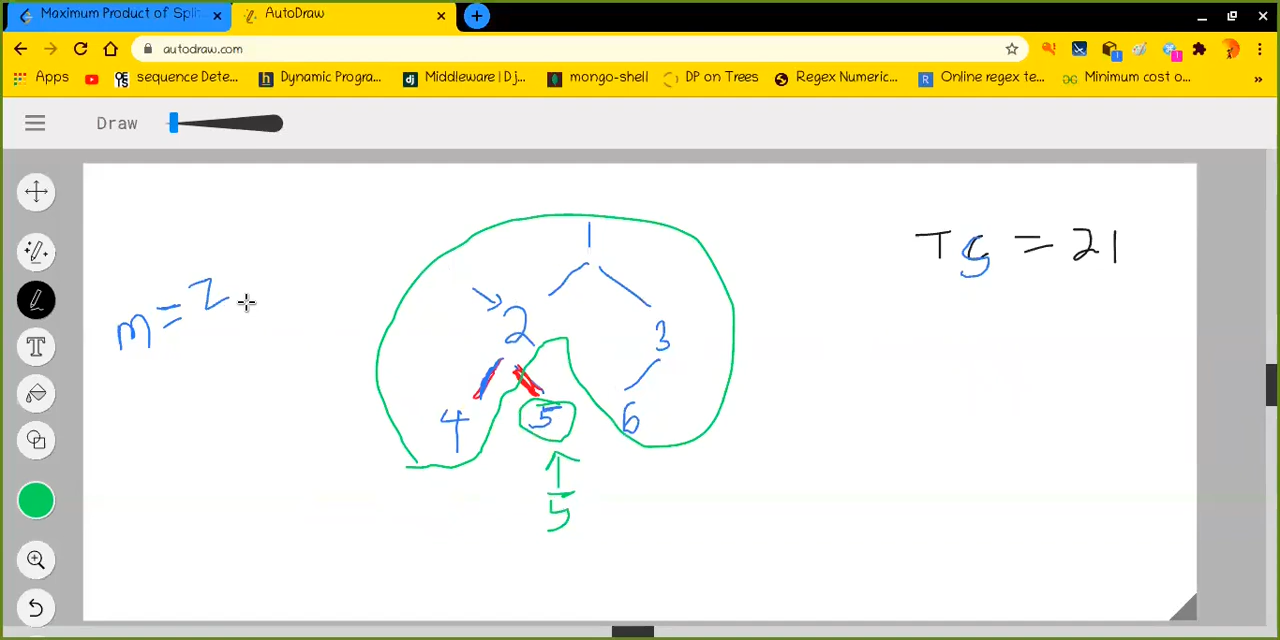 Maximum Product of Split
AutoDraw
autodraw.com
Apps
sequence Dete...
Dynamic Progra...
Middleware | Dj...
mongo-shell
DP on Trees
Regex Numeric...
Online regex te...
Minimum cost o...
»
Draw
T
1
TS = 21
m = 2
2
3
4
5
6
5